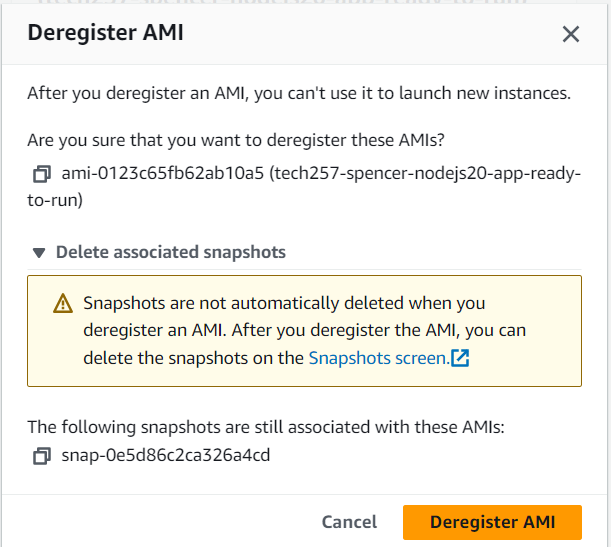 Deregister AMI
After you deregister an AMI, you can't use it to launch new instances.
Are you sure that you want to deregister these AMIs?
ami-0123c65fb62ab10a5 (tech257-spencer-nodejs20-app-ready-
to-run)
Delete associated snapshots
Snapshots are not automatically deleted when you
deregister an AMI. After you deregister the AMI, you can
delete the snapshots on the Snapshots screen.
The following snapshots are still associated with these AMIs:
snap-0e5d86c2ca326a4cd
Cancel
Deregister AMI